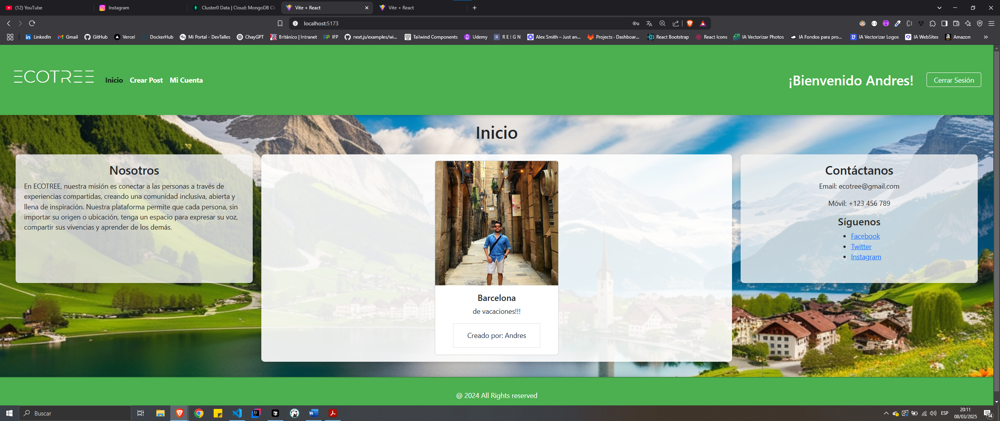 (12) YouTube
Instagram
Cluster0 Data | Cloud: MongoDB Clo
Vite + React
Vite + React
localhost:5173
LinkedIn
Gmail
GitHub
Vercel
DockerHub
Mi Portal - DevTalles
ChayGPT
Británico | Intranet
IFP
next.js/examples/wi...
Tailwind Components
Udemy
R E ! G N
Alex Smith – Just an...
Projects · Dashboar...
React Bootstrap
React Icons
IA Vectorizar Photos
IA Fondos para pro...
IA Vectorizar Logos
IA WebSites
Amazon
ECOTREE
Inicio
Crear Post
Mi Cuenta
¡Bienvenido Andres!
Cerrar Sesión
Inicio
Nosotros
En ECOTREE, nuestra misión es conectar a las personas a través de
experiencias compartidas, creando una comunidad inclusiva, abierta y
llena de inspiración. Nuestra plataforma permite que cada persona, sin
importar su origen o ubicación, tenga un espacio para expresar su voz,
compartir sus vivencias y aprender de los demás.
Barcelona
de vacaciones!!!
Creado por: Andres
Contáctanos
Email: ecotree@gmail.com
Móvil: +123 456 789
Síguenos
Facebook
Twitter
Instagram
@ 2024 All Rights reserved
Buscar
ESP
20:11
08/03/2025
14